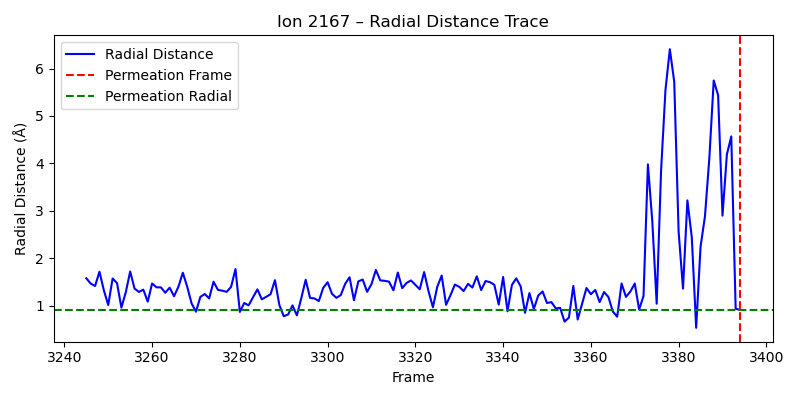 Ion 2167 – Radial Distance Trace
Radial Distance
Permeation Frame
Permeation Radial
Radial Distance (Å)
6
5
4
3
2
1
3240 3260 3280 3300 3320 3340 3360 3380 3400
Frame